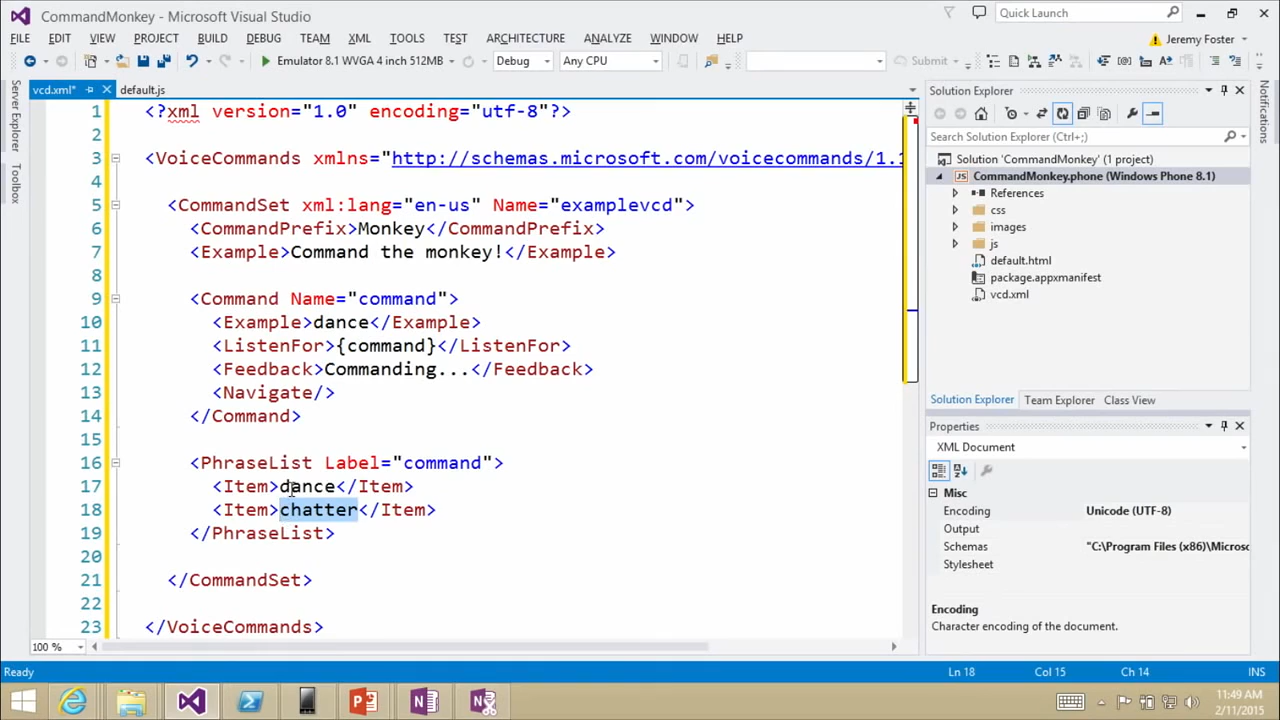 CommandMonkey - Microsoft Visual Studio
Quick Launch
FILE EDIT VIEW PROJECT BUILD DEBUG TEAM XML TOOLS TEST ARCHITECTURE ANALYZE WINDOW HELP
Jeremy Foster
Emulator 8.1 WVGA 4 inch 512MB Debug Any CPU Submit
Server Explorer
Toolbox
vcd.xml* default.js
1 <?xml version="1.0" encoding="utf-8"?>
2
3 <VoiceCommands xmlns="http://schemas.microsoft.com/voicecommands/1.1
4
5 <CommandSet xml:lang="en-us" Name="examplevcd">
6 <CommandPrefix>Monkey</CommandPrefix>
7 <Example>Command the monkey!</Example>
8
9 <Command Name="command">
10 <Example>dance</Example>
11 <ListenFor>{command}</ListenFor>
12 <Feedback>Commanding...</Feedback>
13 <Navigate/>
14 </Command>
15
16 <PhraseList Label="command">
17 <Item>dance</Item>
18 <Item>chatter</Item>
19 </PhraseList>
20
21 </CommandSet>
22
23 </VoiceCommands>
100 %
Solution Explorer
Search Solution Explorer (Ctrl+;)
Solution 'CommandMonkey' (1 project)
JS CommandMonkey.phone (Windows Phone 8.1)
References
css
images
js
default.html
package.appxmanifest
vcd.xml
Solution Explorer Team Explorer Class View
Properties
XML Document
Misc
Encoding Unicode (UTF-8)
Output
Schemas "C:\Program Files (x86)\Microso
Stylesheet
Encoding
Character encoding of the document.
Ready Ln 18 Col 15 Ch 14 INS
11:49 AM
2/11/2015